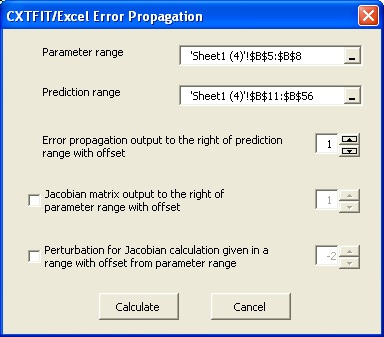 CXTFIT/Excel Error Propagation
Parameter range
'Sheet1 (4)'!$B$5:$B$8
Prediction range
'Sheet1 (4)'!$B$11:$B$56
Error propagation output to the right of prediction
range with offset
1
Jacobian matrix output to the right of
parameter range with offset
1
Perturbation for Jacobian calculation given in a
range with offset from parameter range
-2
Calculate
Cancel